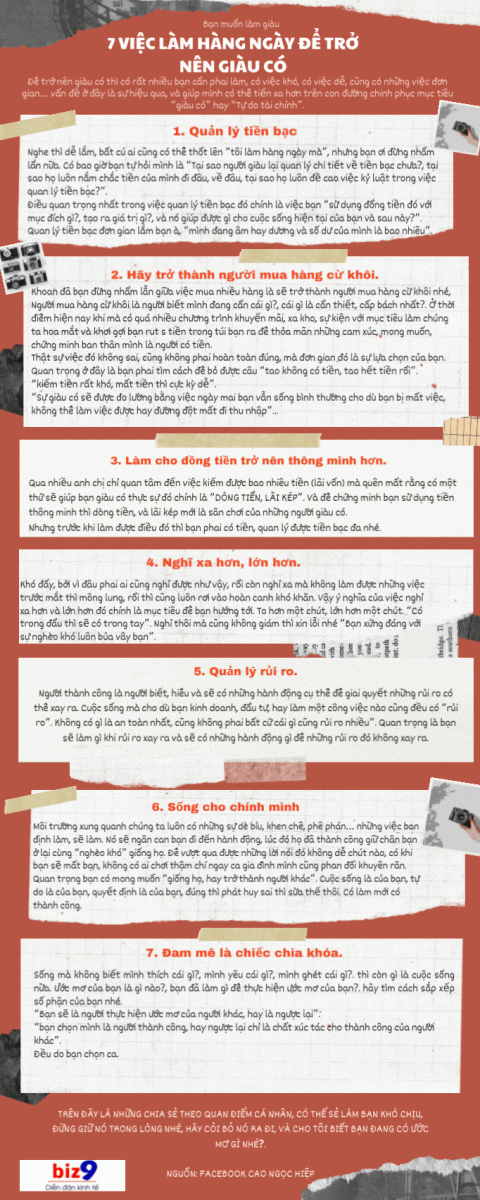 Bạn muốn làm giàu
7 VIỆC LÀM HÀNG NGÀY ĐỂ TRỞ
NÊN GIÀU CÓ
Để trở nên giàu có thì có rất nhiều bạn cần phải làm, có việc khó, có việc dễ, cũng có những việc đơn
gian... vấn đề ở đây là sự hiệu qua, và giúp mình có thể tiến xa hơn trên con đường chinh phục mục tiêu
"giàu có" hay "Tự do tài chính".
1. Quản lý tiền bạc
Nghe thì dễ lắm, bất cứ ai cũng có thể thốt lên "tôi làm hàng ngày mà", nhưng bạn ơi đừng nhầm
lẫn nữa. Có bao giờ bạn tự hỏi mình là "Tại sao người giàu lại quan lý chi tiết về tiền bạc chưa?, tại
sao họ luôn nắm chắc tiền của mình đi đâu, về đâu, tại sao họ luôn đề cao việc kỷ luật trong việc
quan lý tiền bạc?".
Điều quan trọng nhất trong việc quan lý tiền bạc đó chính là việc bạn "sử dụng đồng tiền đó với
mục đích gì?, tạo ra giá trị gì?, và nó giúp được gì cho cuộc sống hiện tại của bạn và sau này?".
Quan lý tiền bạc đơn gian lắm bạn à, "mình đang âm hay dương và số dư của mình là bao nhiêu".
2. Hãy trở thành người mua hàng cừ khôi.
Khoan đã bạn đừng nhầm lẫn giữa việc mua nhiều hàng là sẽ trở thành người mua hàng cừ khôi nhé,
Người mua hàng cừ khôi là người biết mình đang cần cái gì?, cái gì là cần thiết, cấp bách nhất?. Ở thời
điểm hiện nay khi mà có quá nhiều chương trình khuyến mãi, xa kho, sự kiện với mục tiêu làm chúng
ta hoa mắt và khơi gợi bạn rut s tiền trong túi bạn ra để thỏa mãn những cam xúc, mong muốn,
chứng minh ban thân mình là người có tiền.
Thật sự việc đó không sai, cũng không phai hoàn toàn đúng, mà đơn gian đó là sự lựa chọn của bạn.
Quan trọng ở đây là bạn phai tìm cách để bỏ được câu "tao không có tiền, tao hết tiền rồi".
"kiếm tiền rất khó, mất tiền thì cực kỳ dễ".
"Sự giàu có sẽ được đo lường bằng việc ngày mai bạn vẫn sống bình thường cho dù bạn bị mất việc,
không thể làm việc được hay đường đột mất đi thu nhập"...
3. Làm cho đồng tiền trở nên thông minh hơn.
Qua nhiều anh chị chỉ quan tâm đến việc kiếm được bao nhiêu tiền (lãi vốn) mà quên mất rằng có một
thứ sẽ giúp bạn giàu có thực sự đó chính là "DÒNG TIỀN, LÃI KÉP". Và để chứng minh bạn sử dụng tiền
thông minh thì dòng tiền, và lãi kép mới là sân chơi của những người giàu có.
Nhưng trước khi làm được điều đó thì bạn phai có tiền, quan lý được tiền bạc đa nhé.
4. Nghĩ xa hơn, lớn hơn.
Khó đấy, bởi vì đâu phai ai cũng nghĩ được như vậy, rồi còn nghĩ xa mà không làm được những việc
trước mắt thì mông lung, rồi thì cũng luôn rơi vào hoàn canh khó khăn. Vậy ý nghĩa của việc nghĩ
xa hơn và lớn hơn đó chính là mục tiêu để bạn hướng tới. To hơn một chút, lớn hơn một chút. "Có
trong đầu thì sẽ có trong tay". Nghĩ thôi mà cũng không giám thì xin lỗi nhé "Bạn xứng đáng với
sự nghèo khó luôn bủa vây bạn".
5. Quản lý rủi ro.
Người thành công là người biết, hiểu và sẽ có những hành động cụ thể để giai quyết những rủi ro có
thể xay ra. Cuộc sống mà cho dù bạn kinh doanh, đầu tư, hay làm một công việc nào cũng đều có "rủi
ro". Không có gì là an toàn nhất, cũng không phai bất cứ cái gì cũng rủi ro nhiều". Quan trọng là bạn
sẽ làm gì khi rủi ro xay ra và sẽ có những hành động gì để những rủi ro đó không xay ra.
6. Sống cho chính mình
Môi trường xung quanh chúng ta luôn có những sự dè bỉu, khen chê, phê phán... những việc bạn
định làm, sẽ làm. Nó sẽ ngăn can bạn đi đến hành động, lúc đó họ đã thành công giữ chân bạn
ở lại cùng "nghèo khó" giống họ. Để vượt qua được những lời nói đó không dễ chút nào, có khi
bạn sẽ mất bạn, không có ai chơi thậm chí ngay ca gia đình mình cũng phan đối khuyên răn.
Quan trọng bạn có mong muốn "giống họ, hay trở thành người khác". Cuộc sống là của bạn, tự
do là của bạn, quyết định là của bạn, đúng thì phát huy sai thì sửa thế thôi. Có làm mới có
thành công.
7. Đam mê là chiếc chìa khóa.
Sống mà không biết mình thích cái gì?, mình yêu cái gì?, mình ghét cái gì?. thì còn gì là cuộc sống
nữa. Ước mơ của bạn là gì nào?, bạn đã làm gì để thực hiện ước mơ của bạn?. hãy tìm cách sắp xếp
số phận của bạn nhé.
"Bạn sẽ là người thực hiện ước mơ của người khác, hay là ngược lại".
"bạn chọn mình là người thành công, hay ngược lại chỉ là chất xúc tác cho thành công của người
khác".
Đều do bạn chọn ca.
TRÊN ĐÂY LÀ NHỮNG CHIA SẺ THEO QUAN ĐIỂM CÁ NHÂN, CÓ THỂ SẼ LÀM BẠN KHÓ CHỊU,
ĐỪNG GIỮ NÓ TRONG LÒNG NHÉ, HÃY CỞI BỎ NÓ RA ĐI, VÀ CHO TÔI BIẾT BẠN ĐANG CÓ ƯỚC
MƠ GÌ NHÉ?.
biz9
Diễn đàn kinh tế
NGUỒN: FACEBOOK CAO NGỌC HIỆP